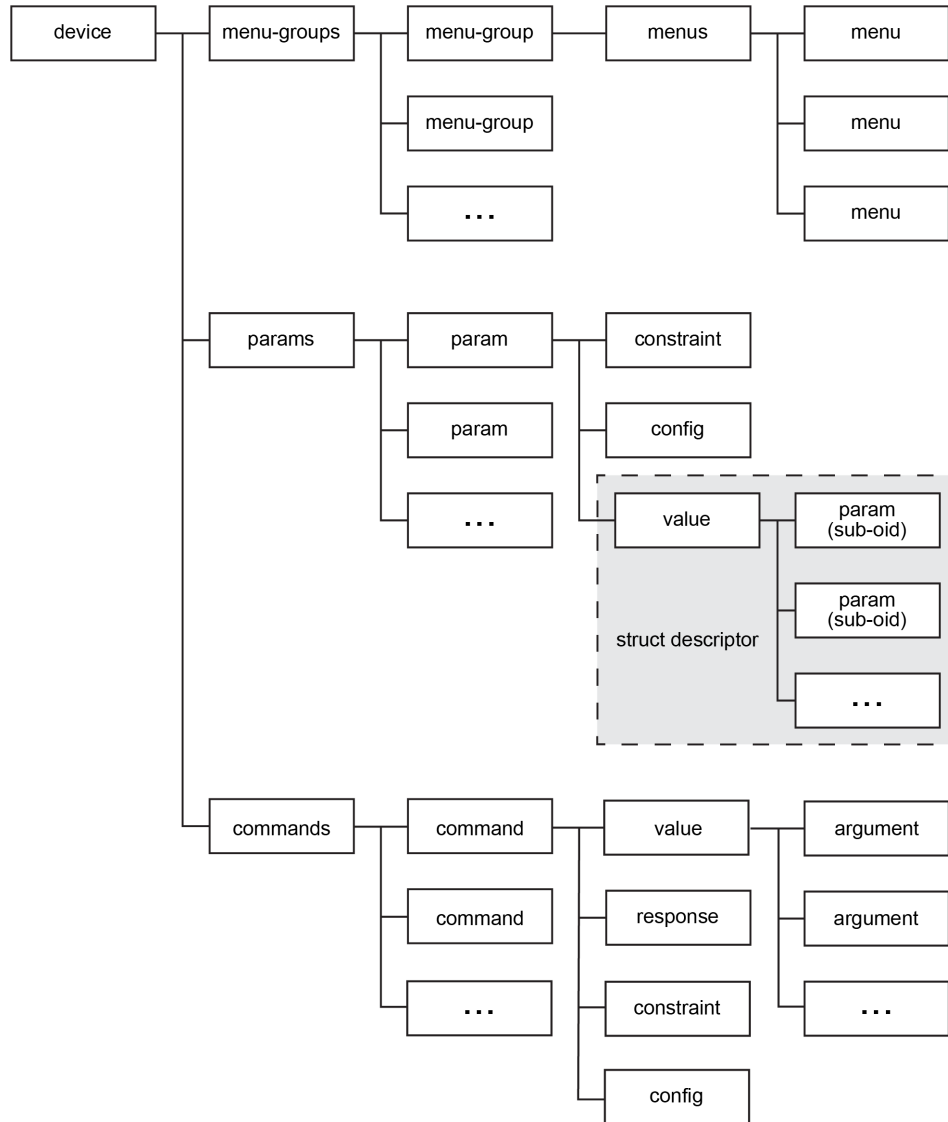 device
menu-groups
menu-group
menus
menu
menu-group
menu
...
menu
params
param
constraint
param
config
...
value
param
(sub-oid)
param
(sub-oid)
struct descriptor
...
commands
command
value
argument
command
response
argument
...
constraint
...
config